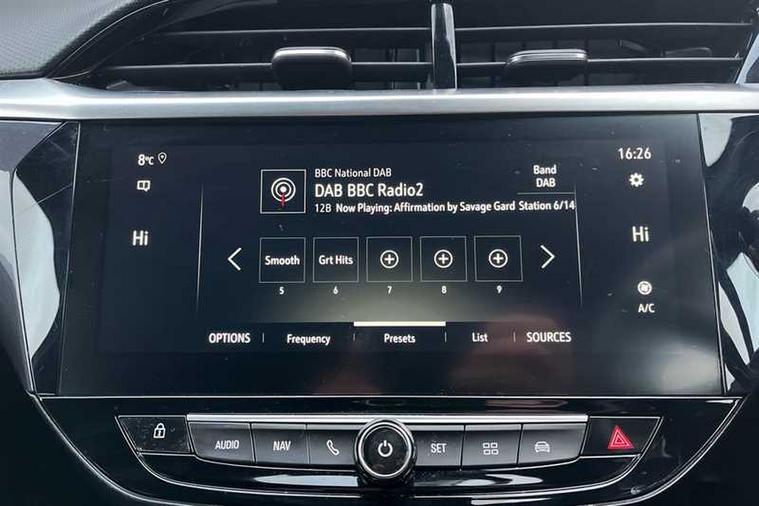 8°C
16:26
BBC National DAB
Band
DAB
DAB BBC Radio2
12B Now Playing: Affirmation by Savage Gard Station 6/14
Hi
Hi
Smooth
Grt Hits
5
6
7
8
9
A/C
OPTIONS
Frequency
Presets
List
SOURCES
AUDIO
NAV
SET